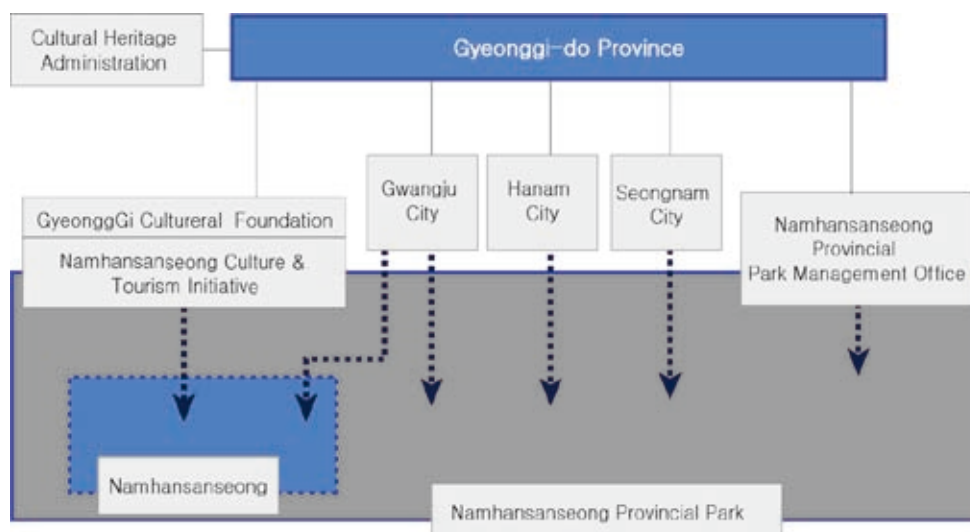 Cultural Heritage
Administration
Gyeonggi-do Province
GyeongGi Cultureral Foundation
Namhansanseong Culture &
Tourism Initiative
Gwangju
City
Hanam
City
Seongnam
City
Namhansanseong
Provincial
Park Management Office
Namhansanseong
Namhansanseong Provincial Park